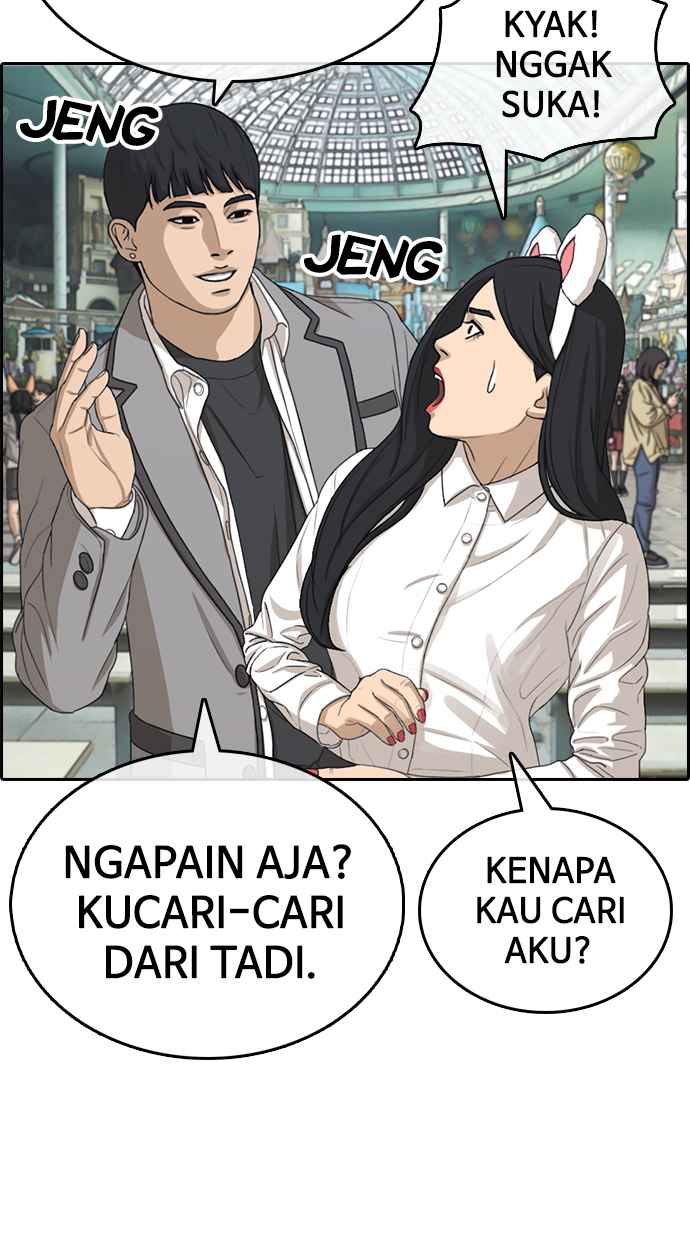 KYAK!
NGGAK
SUKA!
JENG
JENG
NGAPAIN AJA?
KUCARI-CARI
DARI TADI.
KENAPA
KAU CARI
AKU?